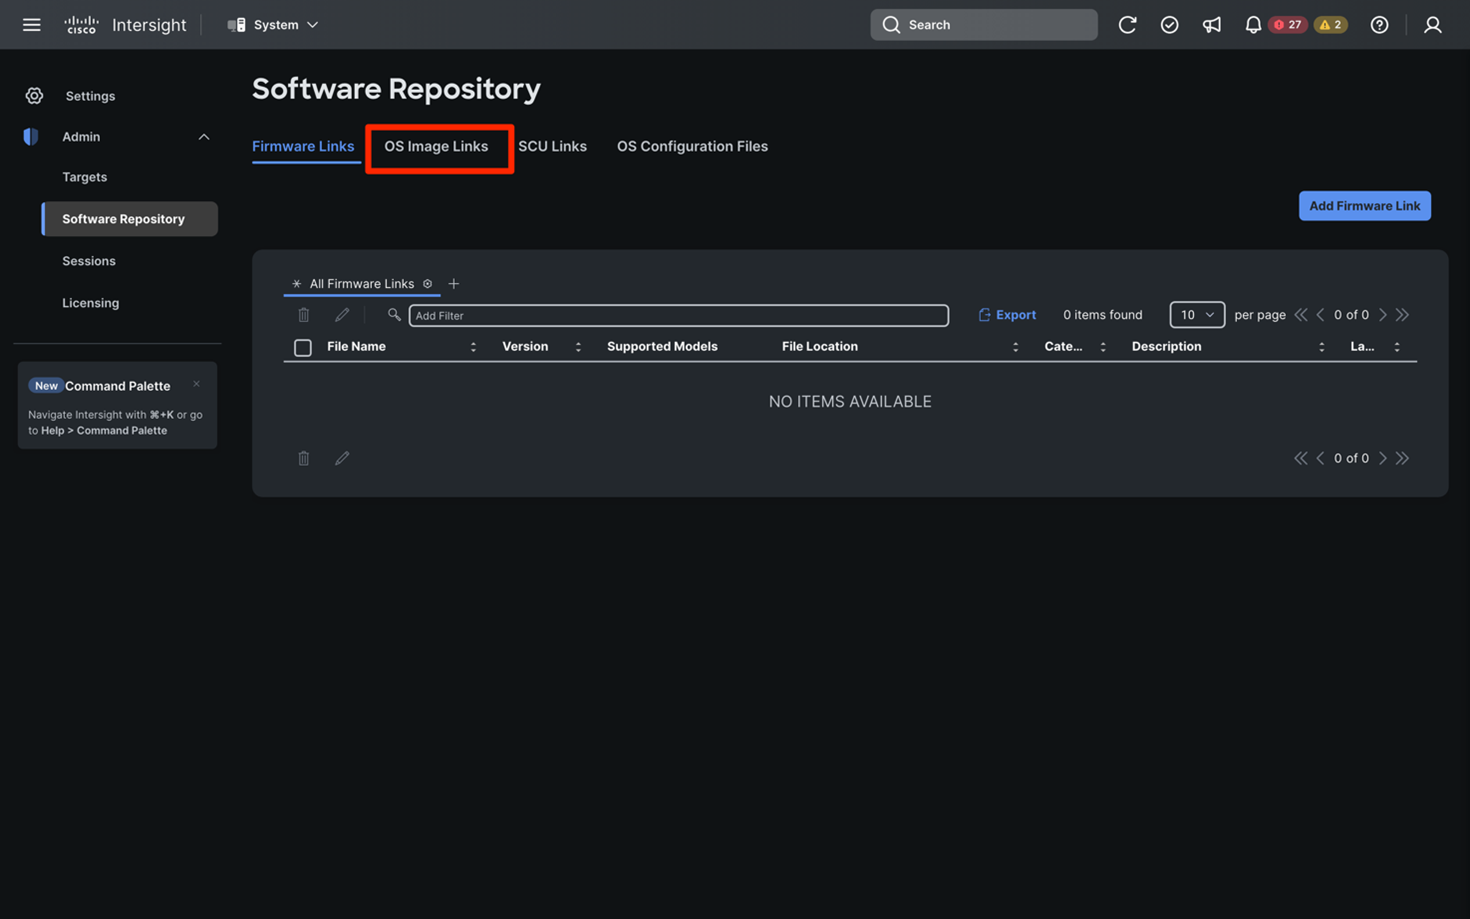 cisco Intersight System Search 27 2
Software Repository
Settings
Admin
Targets
Software Repository
Sessions
Licensing
New Command Palette
Navigate Intersight with ⌘+K or go
to Help > Command Palette
Firmware Links OS Image Links SCU Links OS Configuration Files
Add Firmware Link
All Firmware Links
Add Filter Export 0 items found 10 per page 0 of 0
File Name Version Supported Models File Location Cate... Description La...
NO ITEMS AVAILABLE
0 of 0